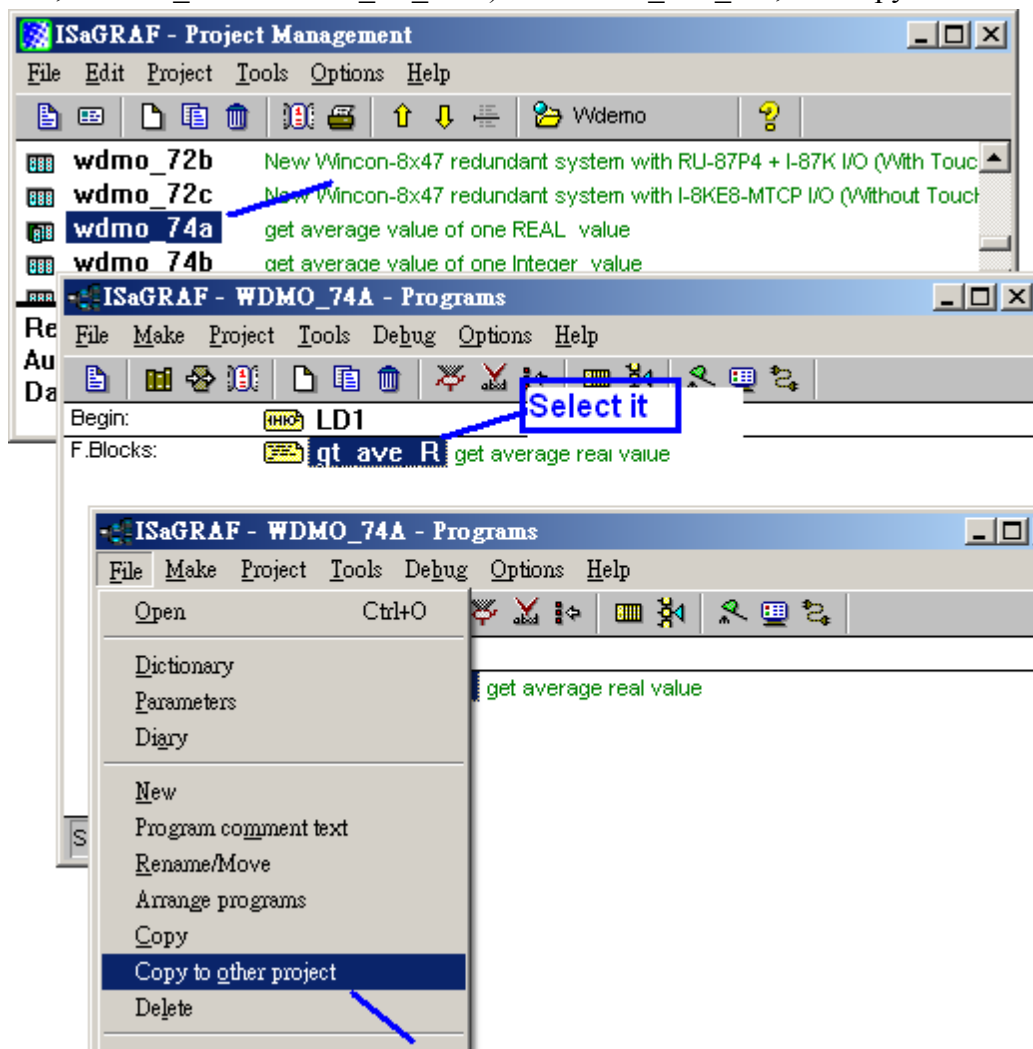 ISaGRAF - Project Management
File Edit Project Tools Options Help
Wdemo
wdmo_72b New Wincon-8x47 redundant system with RU-87P4 + I-87K I/O (With Touc
wdmo_72c New Wincon-8x47 redundant system with I-8KE8-MTCP I/O (Without Touch
wdmo_74a get average value of one REAL value
wdmo_74b get average value of one Integer value
Re
Au
Da
ISaGRAF - WDMO_74A - Programs
File Make Project Tools Debug Options Help
Select it
Begin: LD1
F.Blocks: gt_ave_R get average real value
ISaGRAF - WDMO_74A - Programs
File Make Project Tools Debug Options Help
Open Ctrl+O
Dictionary
get average real value
Parameters
Diary
New
S
Program comment text
Rename/Move
Arrange programs
Copy
Copy to other project
Delete